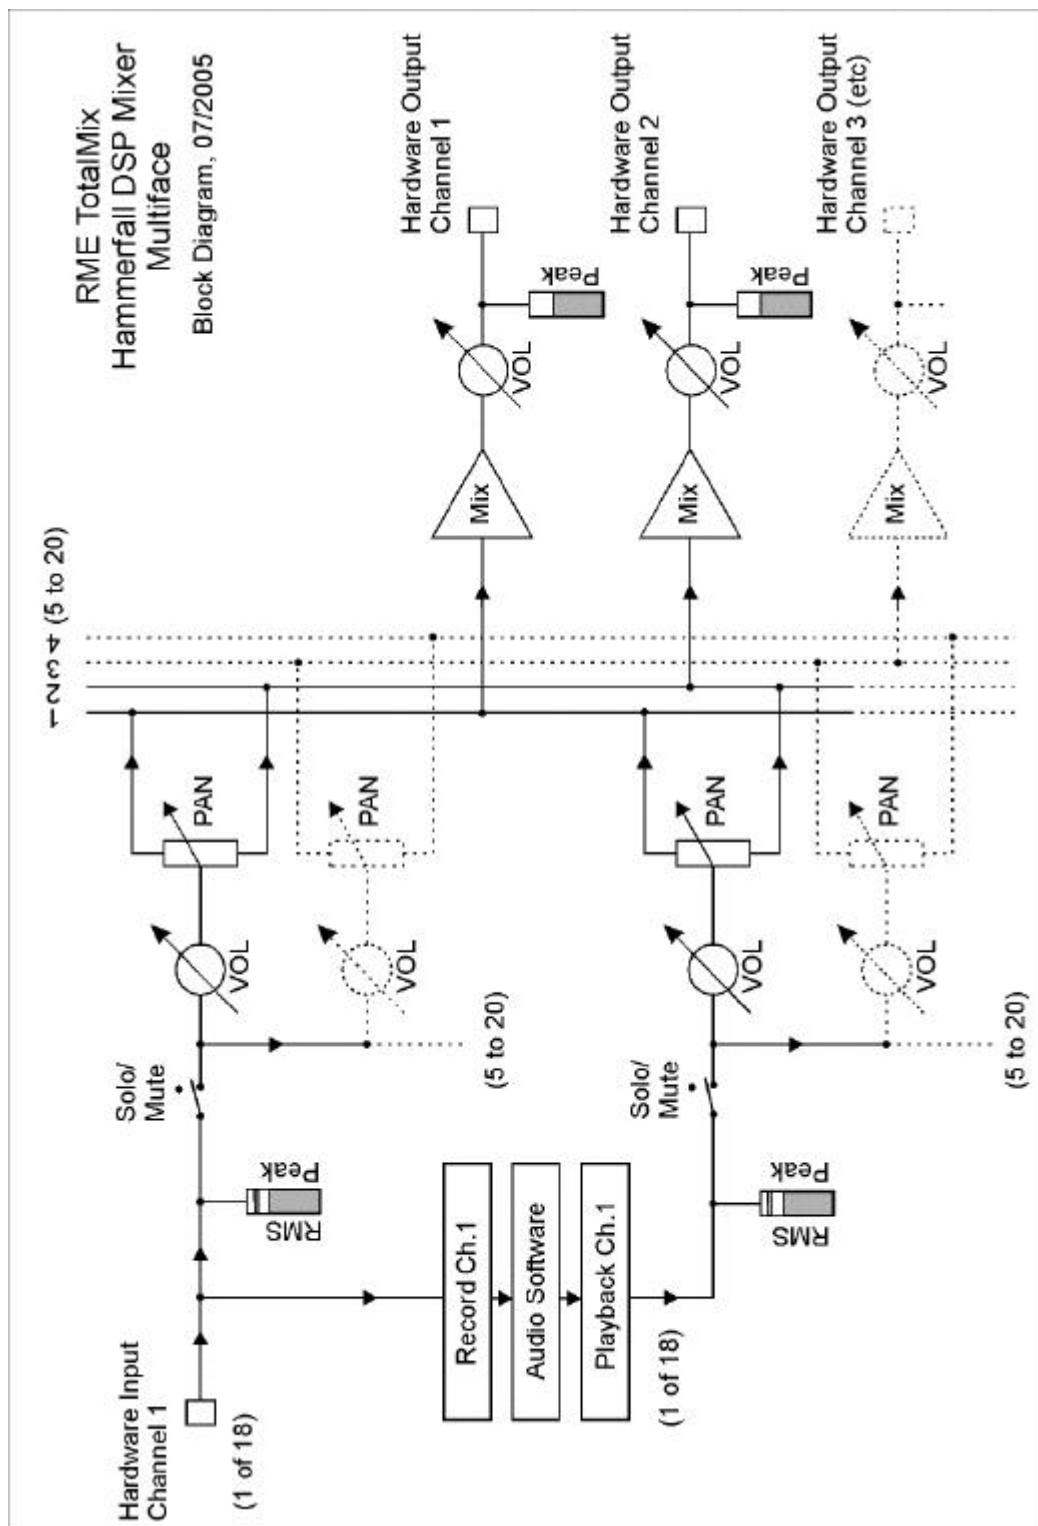 RME TotalMix
Hammerfall DSP Mixer
Multiface
Block Diagram, 07/2005
Hardware Input
Channel 1
(1 of 18)
RMS
Peak
Solo/
Mute
VOL
PAN
VOL
PAN
(5 to 20)
1 2 3 4 (5 to 20)
Record Ch.1
Audio Software
Playback Ch.1
(1 of 18)
RMS
Peak
Solo/
Mute
VOL
PAN
VOL
PAN
(5 to 20)
Mix
VOL
Peak
Hardware Output
Channel 1
Mix
VOL
Peak
Hardware Output
Channel 2
Mix
VOL
Hardware Output
Channel 3 (etc)